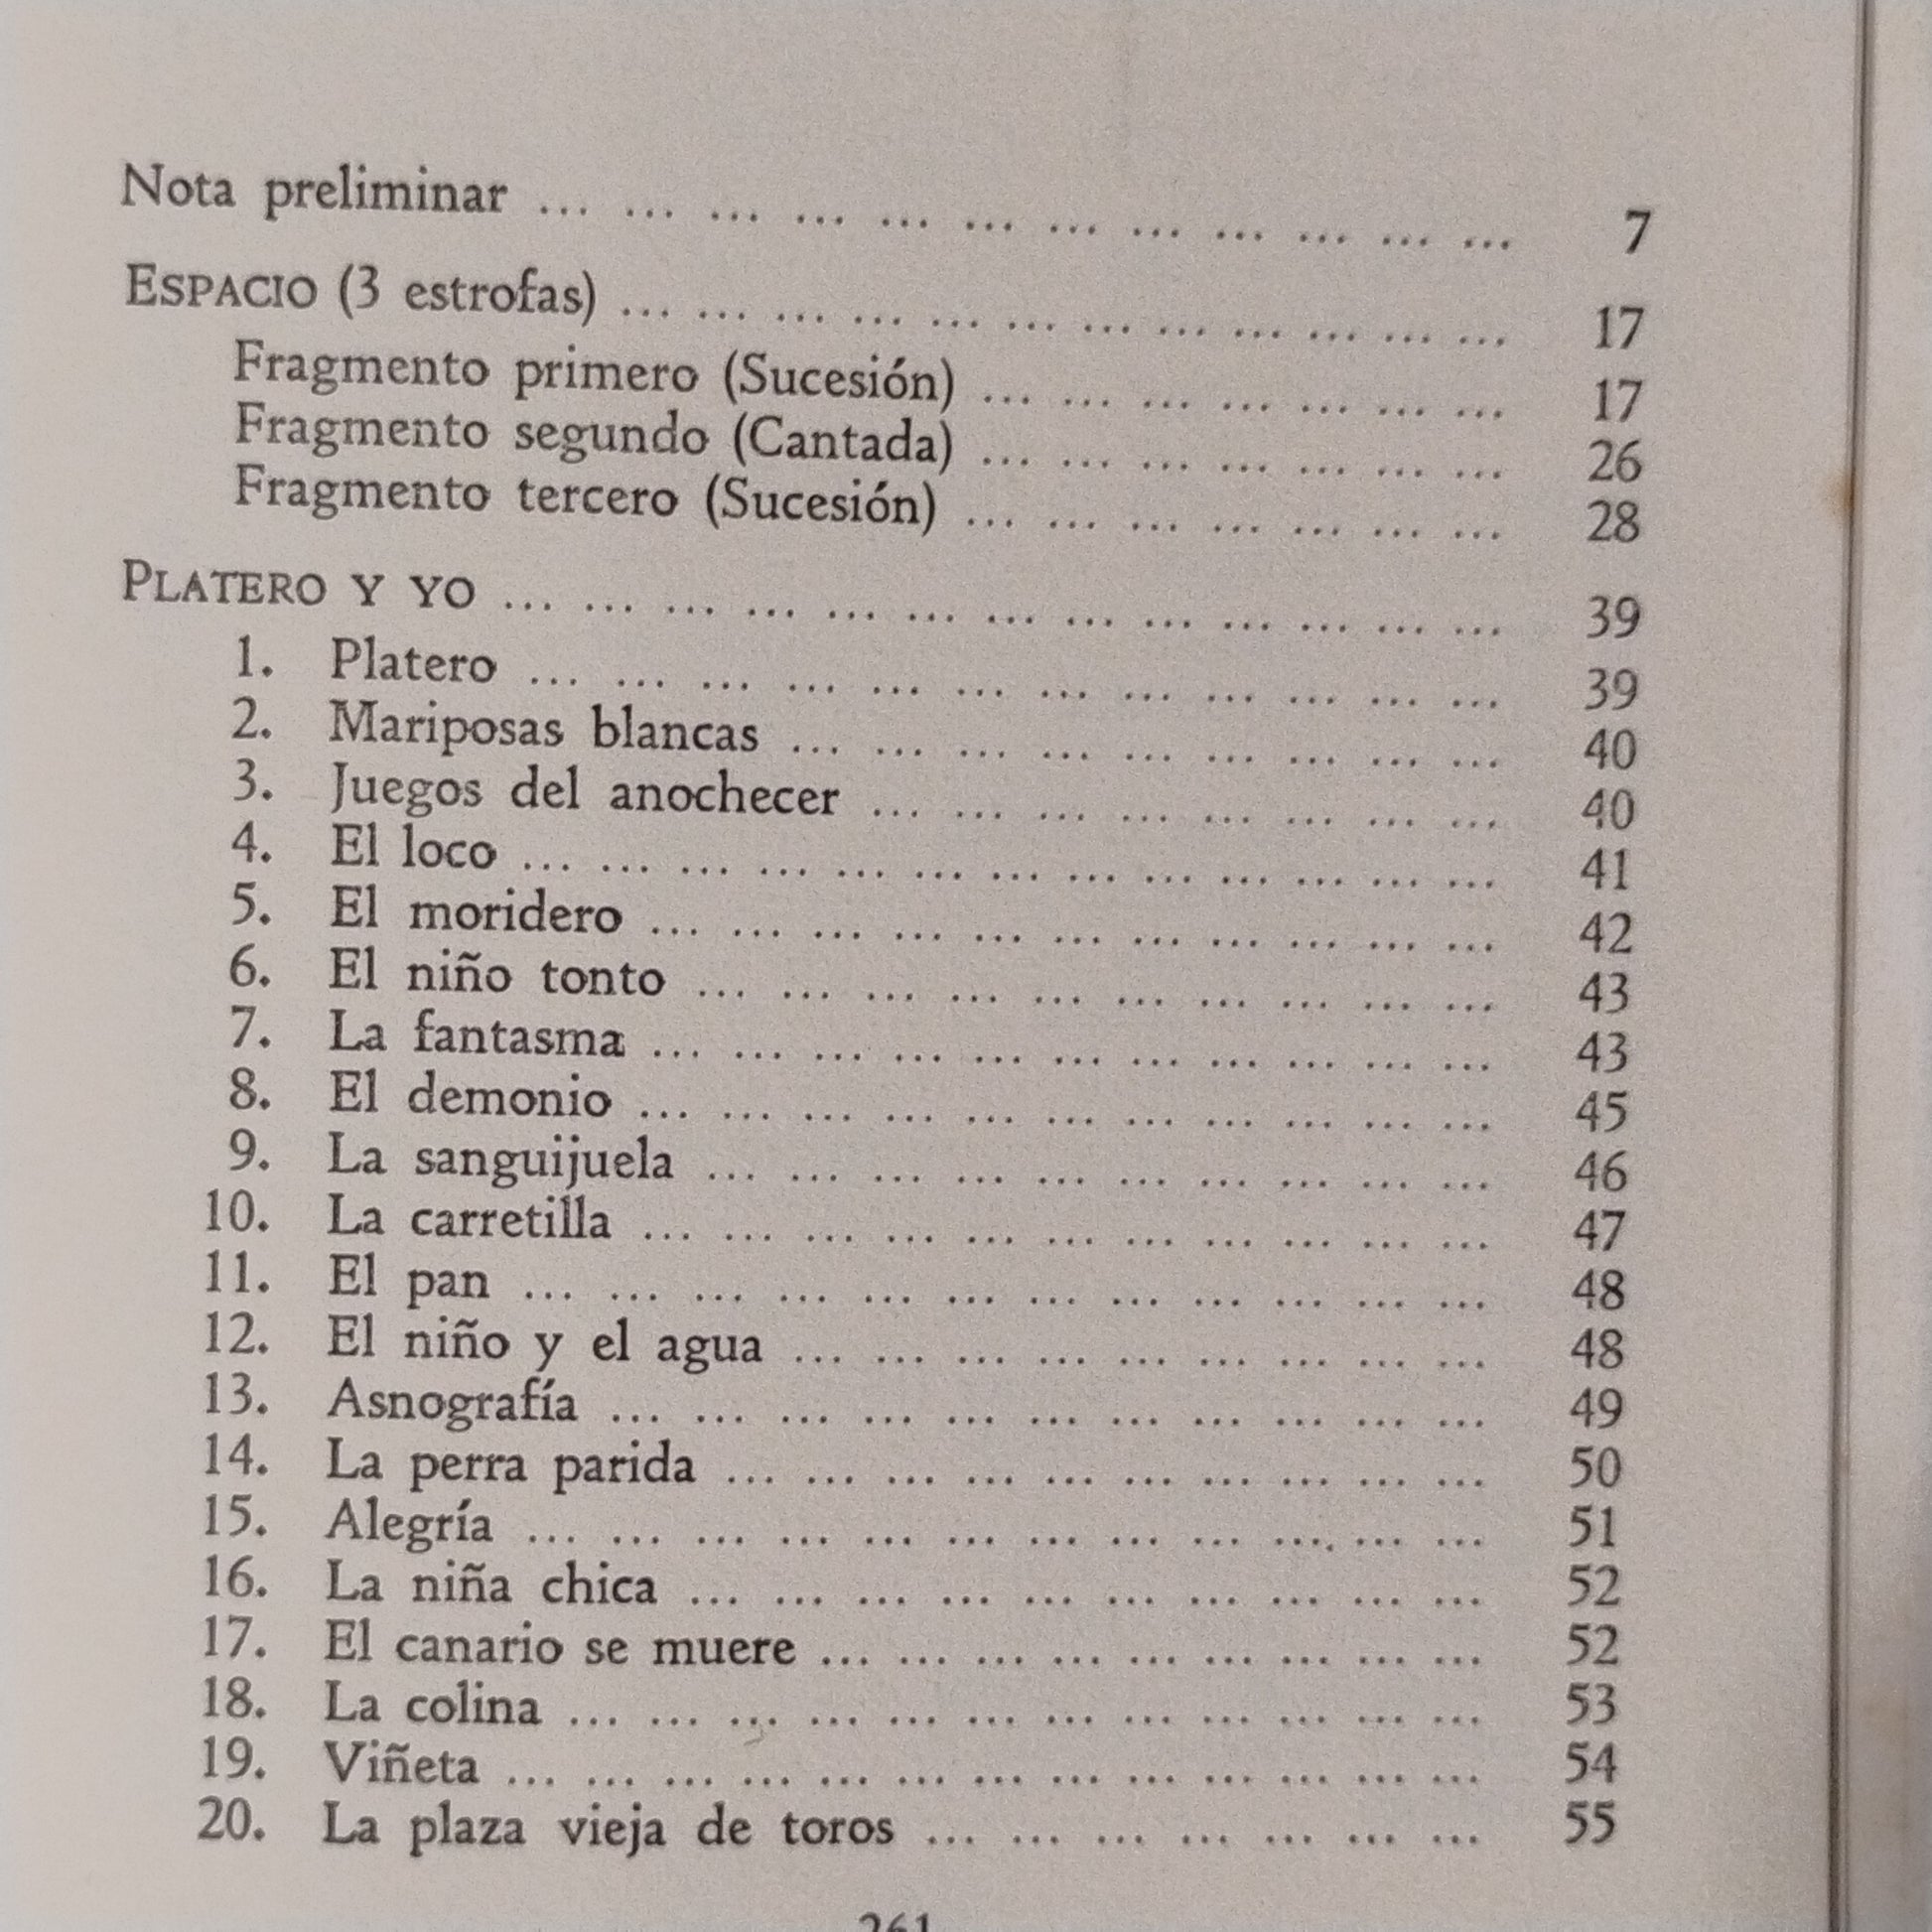 Nota preliminar ... ... ... ... ... ... ... ... ... ... ... ... 7
ESPACIO (3 estrofas) ... ... ... ... ... ... ... ... ... ... ... ... 17
Fragmento primero (Sucesión) ... ... ... ... ... ... ... 17
Fragmento segundo (Cantada) ... ... ... ... ... ... ... 26
Fragmento tercero (Sucesión) ... ... ... ... ... ... ... 28
PLATERO Y YO ... ... ... ... ... ... ... ... ... ... ... ... ... 39
1. Platero ... ... ... ... ... ... ... ... ... ... ... ... 39
2. Mariposas blancas ... ... ... ... ... ... ... ... ... 40
3. Juegos del anochecer ... ... ... ... ... ... ... ... 40
4. El loco ... ... ... ... ... ... ... ... ... ... ... ... ... 41
5. El moridero ... ... ... ... ... ... ... ... ... ... ... 42
6. El niño tonto ... ... ... ... ... ... ... ... ... ... 43
7. La fantasma ... ... ... ... ... ... ... ... ... ... ... 43
8. El demonio ... ... ... ... ... ... ... ... ... ... ... 45
9. La sanguijuela ... ... ... ... ... ... ... ... ... ... 46
10. La carretilla ... ... ... ... ... ... ... ... ... ... ... 47
11. El pan ... ... ... ... ... ... ... ... ... ... ... ... 48
12. El niño y el agua ... ... ... ... ... ... ... ... ... 48
13. Asnografía ... ... ... ... ... ... ... ... ... ... ... 49
14. La perra parida ... ... ... ... ... ... ... ... ... ... 50
15. Alegría ... ... ... ... ... ... ... ... ... ... ... ... 51
16. La niña chica ... ... ... ... ... ... ... ... ... ... 52
17. El canario se muere ... ... ... ... ... ... ... ... ... 52
18. La colina ... ... ... ... ... ... ... ... ... ... ... ... 53
19. Viñeta ... ... ... ... ... ... ... ... ... ... ... ... ... 54
20. La plaza vieja de toros ... ... ... ... ... ... ... 55
261